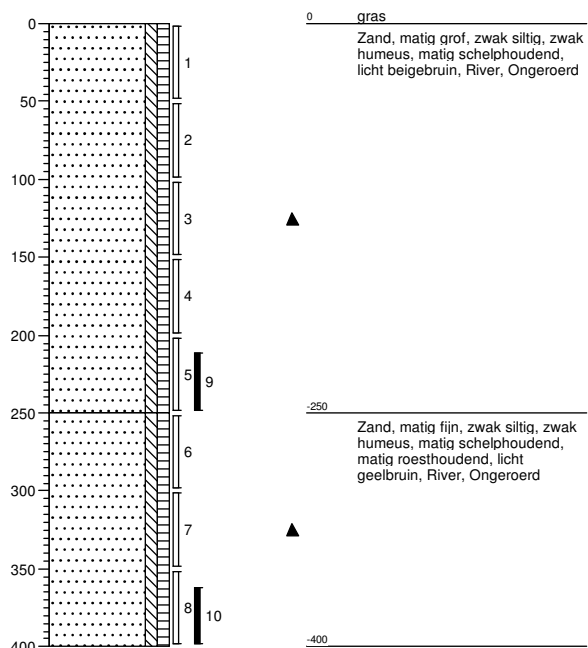 0
50
100
150
200
250
300
350
400
1
2
3
4
5
9
6
7
8
10
0 gras
Zand, matig grof, zwak siltig, zwak
humeus, matig schelphoudend,
licht beigebruin, River, Ongeroerd
-250
Zand, matig fijn, zwak siltig, zwak
humeus, matig schelphoudend,
matig roesthoudend, licht
geelbruin, River, Ongeroerd
-400